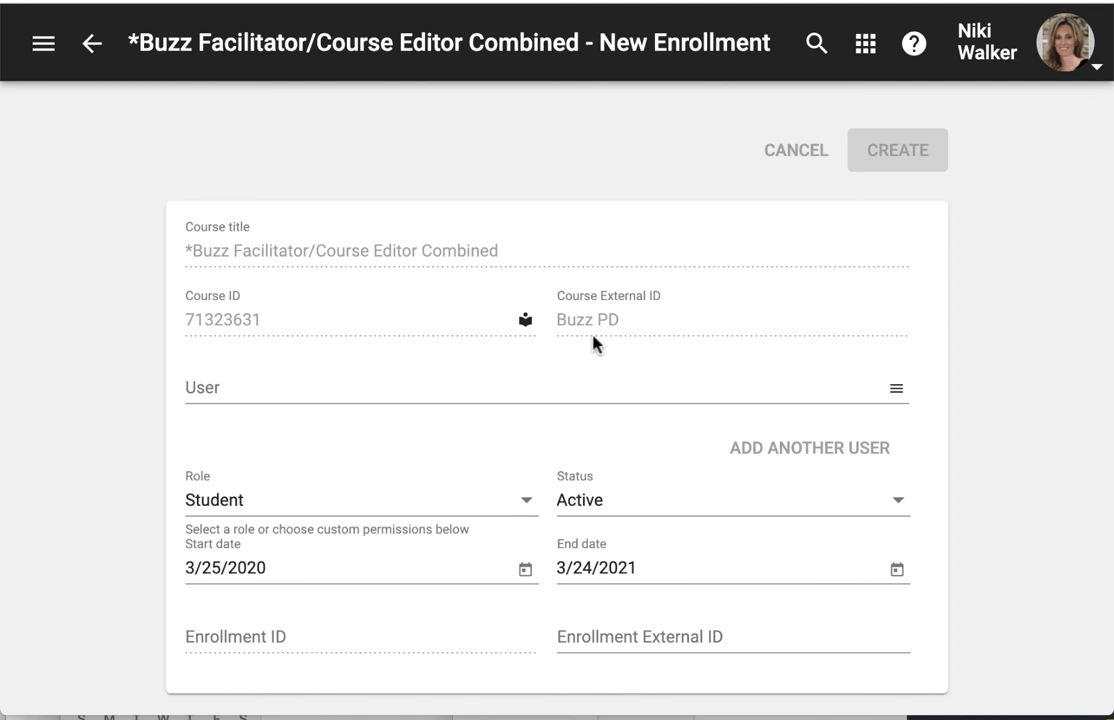 *Buzz Facilitator/Course Editor Combined - New Enrollment
Niki
Walker
CANCEL
CREATE
Course title
*Buzz Facilitator/Course Editor Combined
Course ID
Course External ID
71323631
Buzz PD
User
ADD ANOTHER USER
Role
Status
Student
Active
Select a role or choose custom permissions below
Start date
End date
3/25/2020
3/24/2021
Enrollment ID
Enrollment External ID